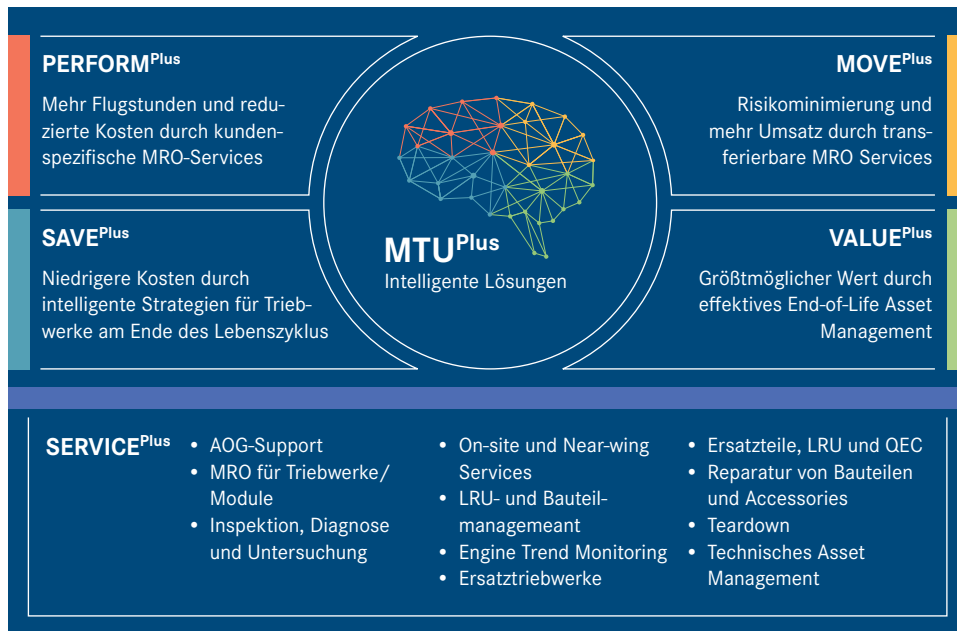 PERFORMPlus
Mehr Flugstunden und redu-
zierte Kosten durch kunden-
spezifische MRO-Services
MOVEPlus
Risikominimierung und
mehr Umsatz durch trans-
ferierbare MRO Services
MTUPlus
Intelligente Lösungen
SAVEPlus
Niedrigere Kosten durch
intelligente Strategien für Trieb-
werke am Ende des Lebenszyklus
VALUEPlus
Größtmöglicher Wert durch
effektives End-of-Life Asset
Management
SERVICEPlus
• AOG-Support
• MRO für Triebwerke/
Module
• Inspektion, Diagnose
und Untersuchung
• On-site und Near-wing
Services
• LRU- und Bauteil-
managemeant
• Engine Trend Monitoring
• Ersatztriebwerke
• Ersatzteile, LRU und QEC
• Reparatur von Bauteilen
und Accessories
• Teardown
• Technisches Asset
Management